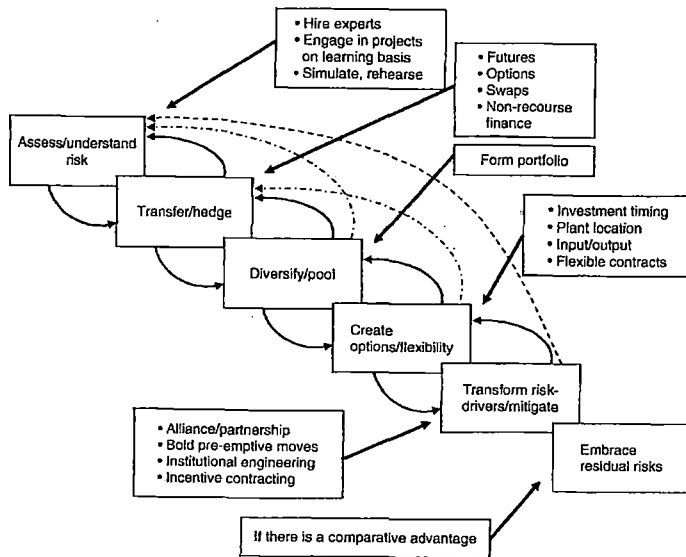 • Hire experts
• Engage in projects
on learning basis
• Simulate, rehearse
• Futures
• Options
• Swaps
• Non-recourse
finance
Assess/understand
risk
Form portfolio
Transfer/hedge
• Investment timing
• Plant location
• Input/output
• Flexible contracts
Diversify/pool
Create
options/flexibility
Transform risk-
drivers/mitigate
• Alliance/partnership
• Bold pre-emptive moves
• Institutional engineering
• Incentive contracting
Embrace
residual risks
If there is a comparative advantage